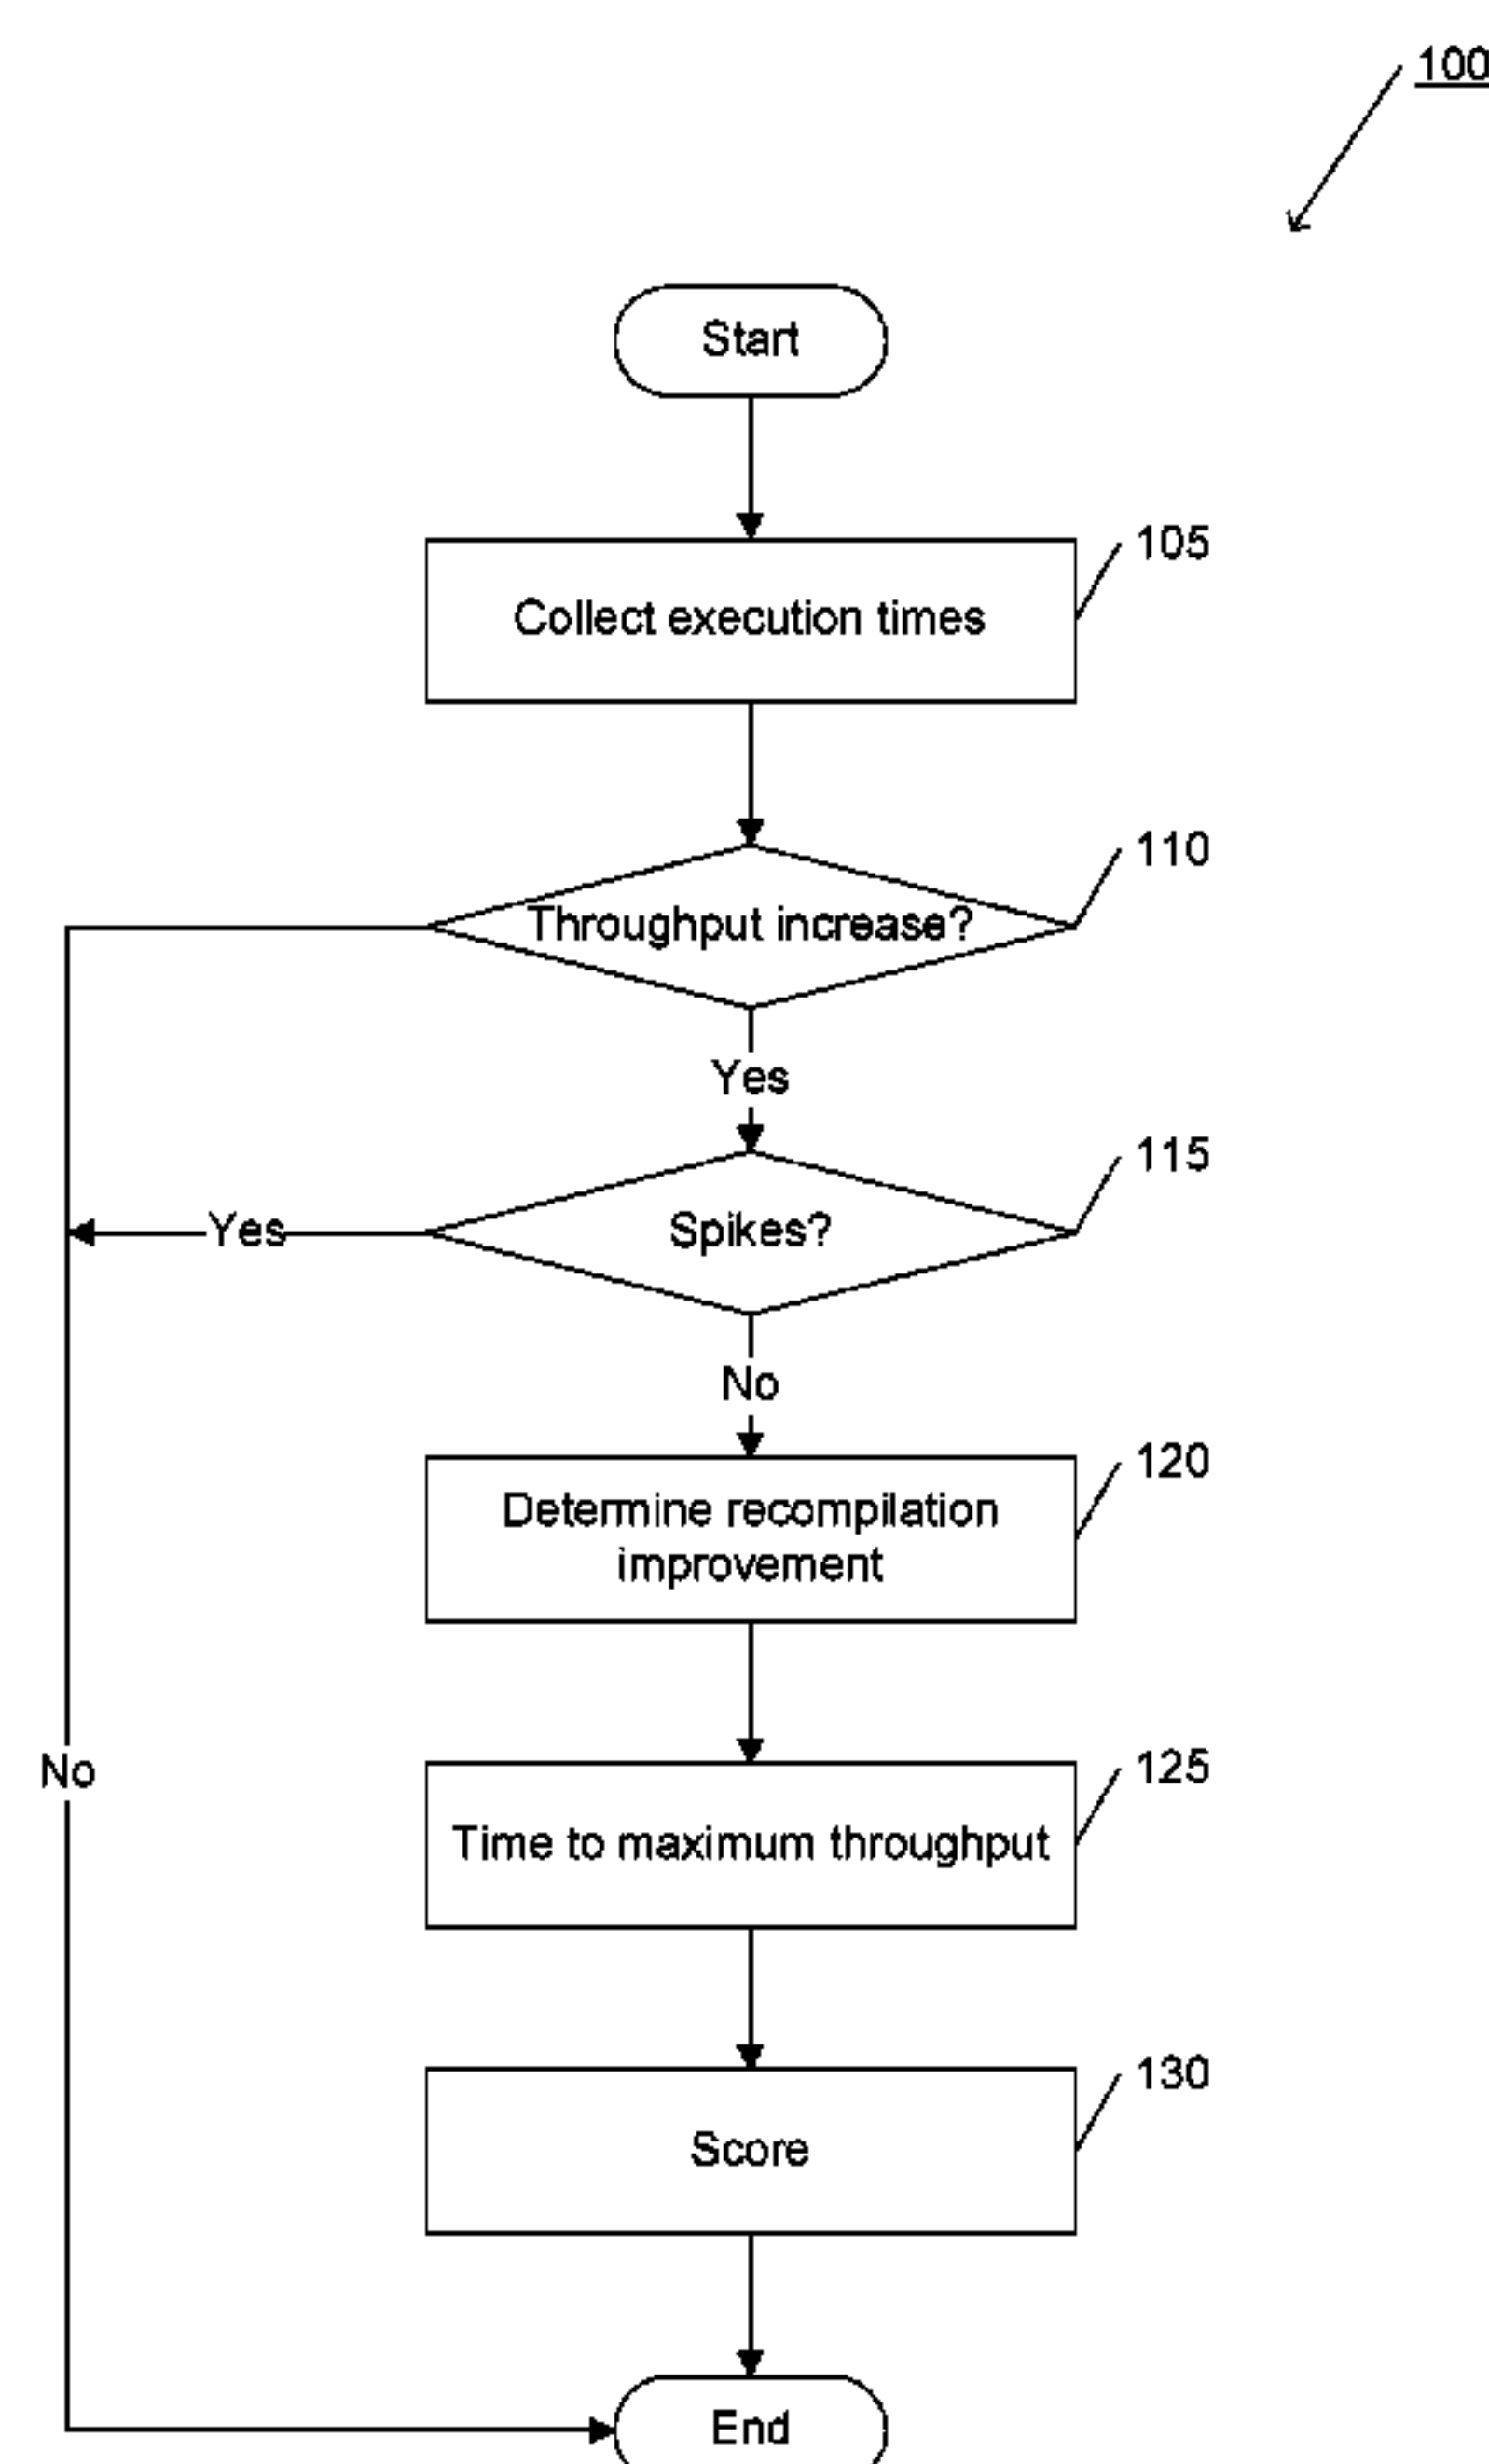 100
Start
105
Collect execution times
110
Throughput increase?
Yes
115
Spikes?
Yes
No
120
Determine recompilation
improvement
125
No
Time to maximum throughput
130
Score
End